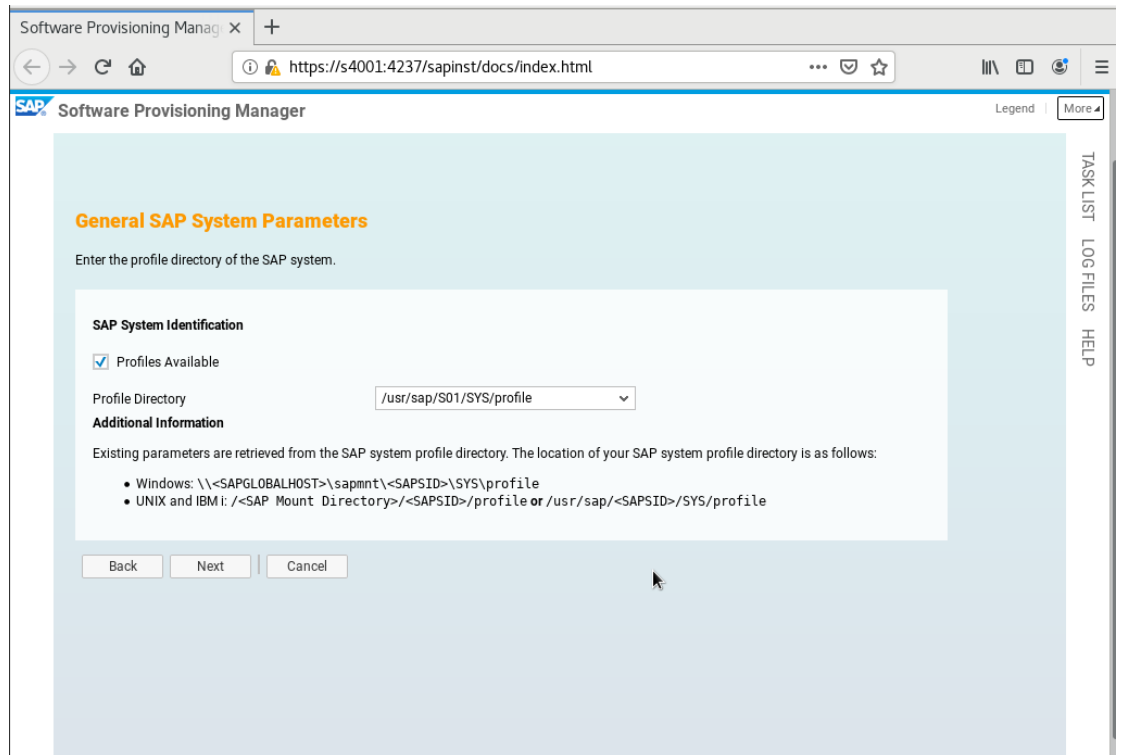 Software Provisioning Manag
https://s4001:4237/sapinst/docs/index.html
SAP Software Provisioning Manager
Legend
More
TASK LIST
LOG FILES
HELP
General SAP System Parameters
Enter the profile directory of the SAP system.
SAP System Identification
Profiles Available
Profile Directory
/usr/sap/S01/SYS/profile
Additional Information
Existing parameters are retrieved from the SAP system profile directory. The location of your SAP system profile directory is as follows:
• Windows: \\<SAPGLOBALHOST>\sapmnt\<SAPSID>\SYS\profile
• UNIX and IBM i: /<SAP Mount Directory>/<SAPSID>/profile or /usr/sap/<SAPSID>/SYS/profile
Back
Next
Cancel